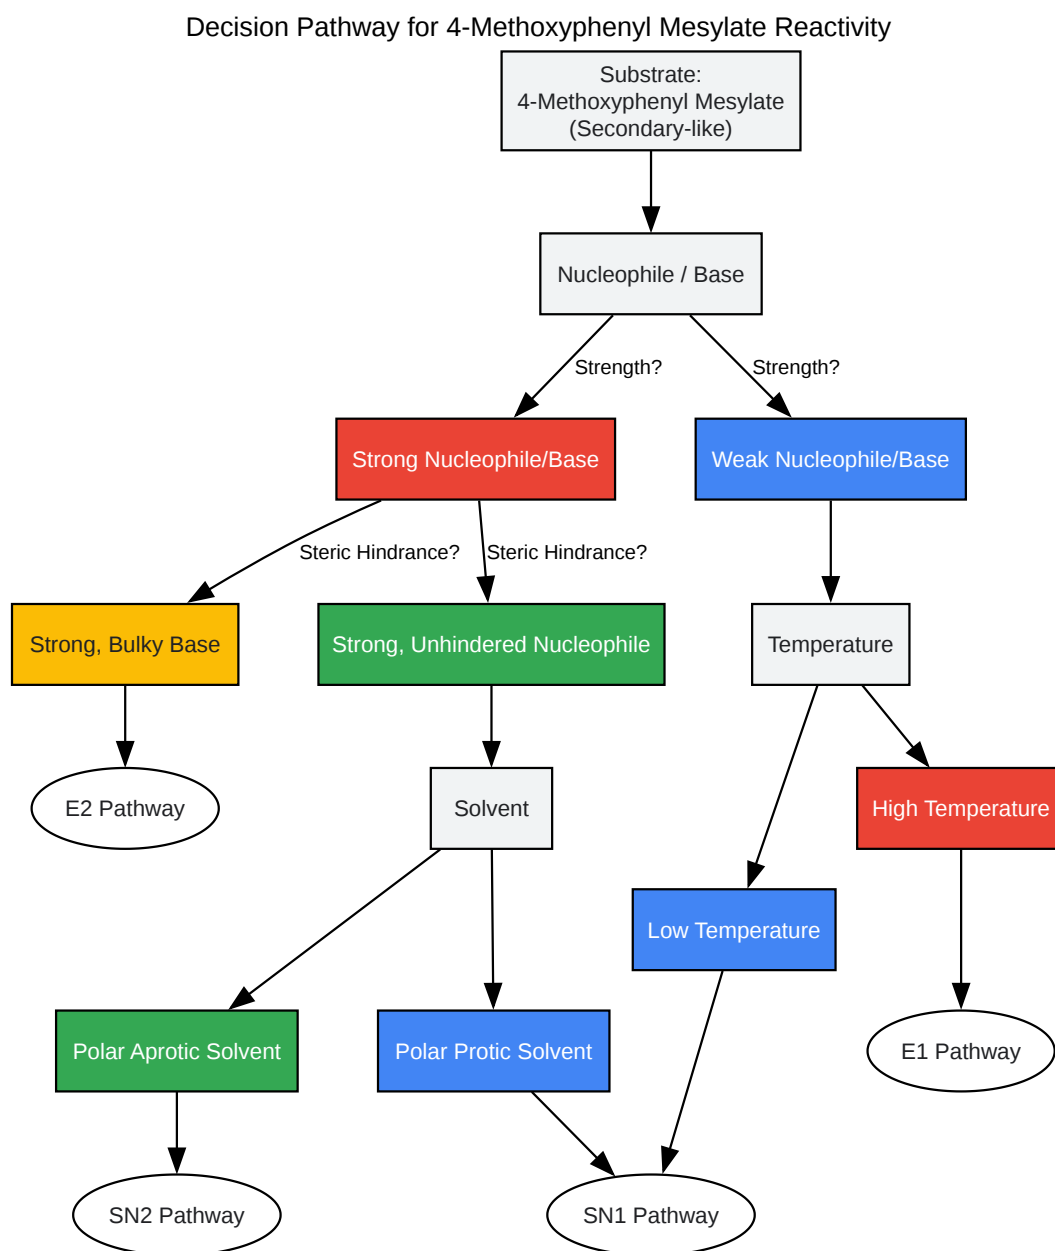 Decision Pathway for 4-Methoxyphenyl Mesylate Reactivity
Substrate:
4-Methoxyphenyl Mesylate
(Secondary-like)
Nucleophile / Base
Strength?
Strength?
Strong Nucleophile/Base
Weak Nucleophile/Base
Steric Hindrance?
Steric Hindrance?
Strong, Bulky Base
Strong, Unhindered Nucleophile
Temperature
E2 Pathway
Solvent
High Temperature
Low Temperature
Polar Aprotic Solvent
Polar Protic Solvent
E1 Pathway
SN2 Pathway
SN1 Pathway